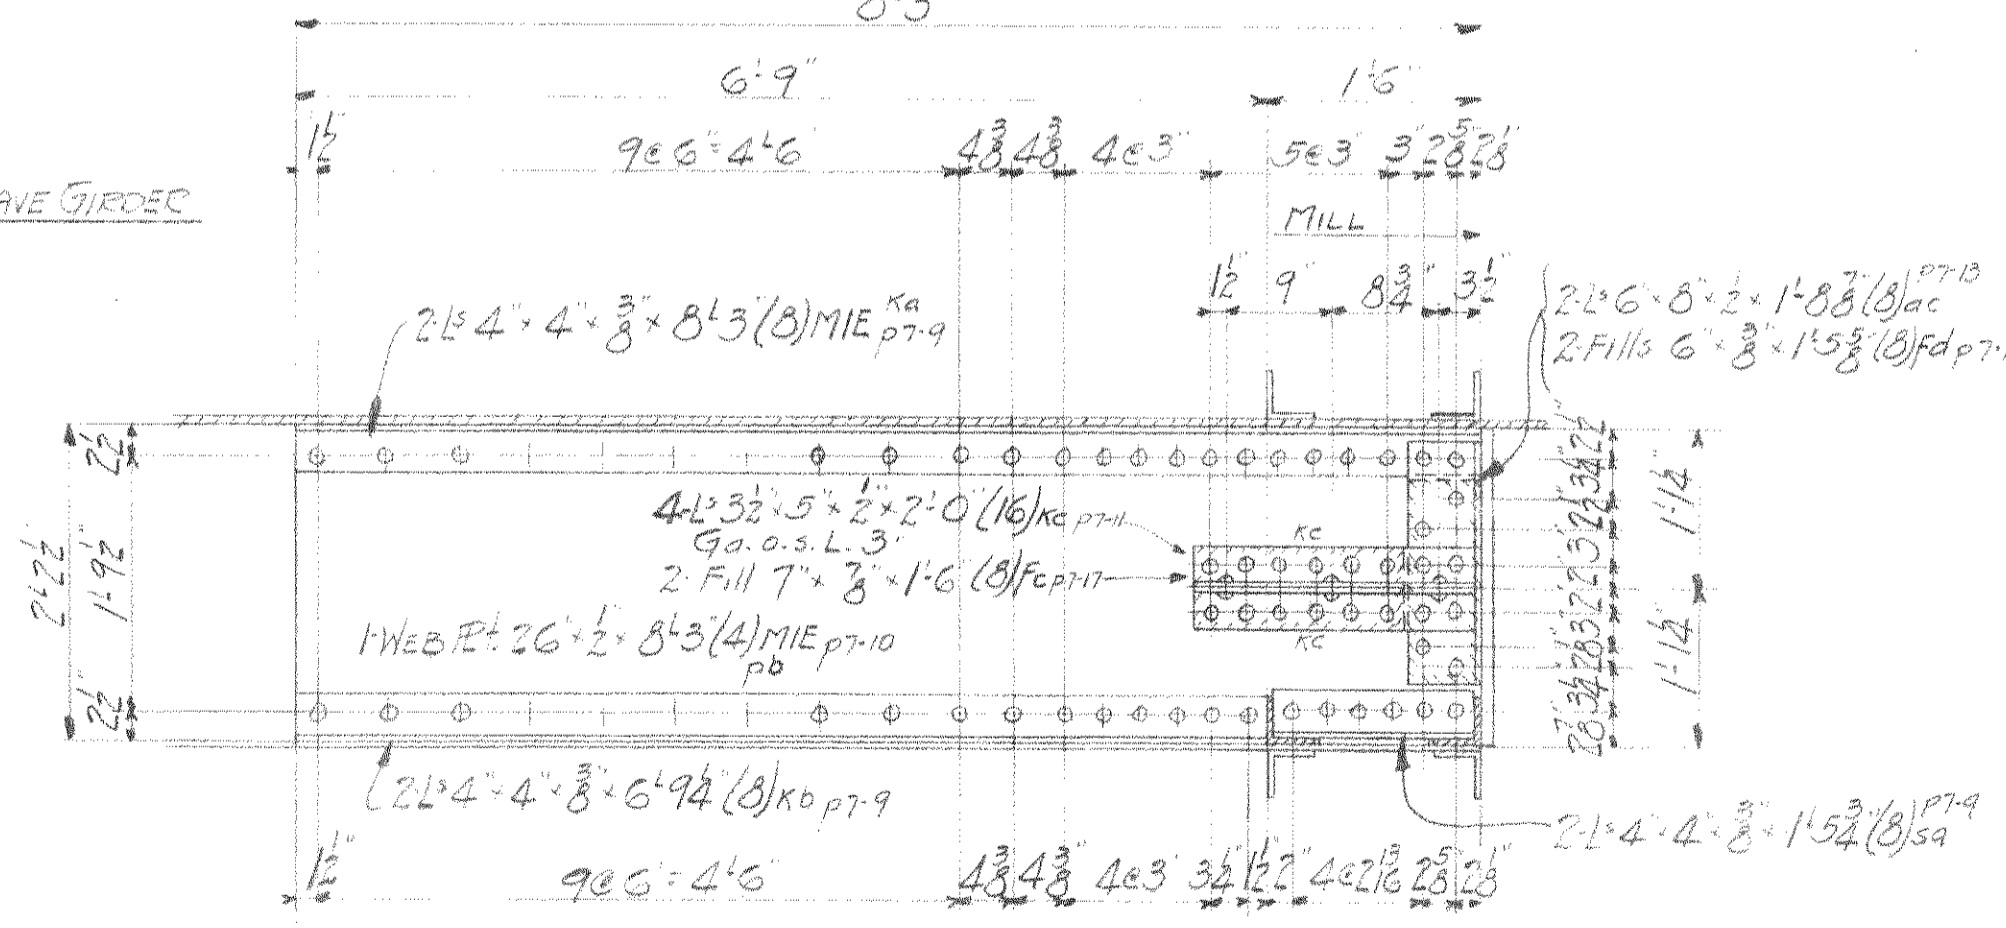 8-3
6'-9"
1'-6"
1½" 9@6"=4'-6 4⅜ 4⅜" 4@3" 5@3" 3" 2⅝" 2⅛"
AVE GIRDER
MILL
1½" 9" 8¾" 3½"
2-Ls 4"×4"×⅜"×8'-3"(8)MIE Ka p7-9
2-Ls 6"×8"×½×1'-8⅞"(8)ac p7-13
2-Fills 6"×⅜"×1'-5⅝"(8)Fd p7-
4-Ls 3½"×5"×½"×2'-0"(16)Kc p7-11
Ga. o.s.L. 3"
2-Fill 7"×⅞"×1'-6"(8)Fc p7-17
KC
KC
1-WEB PL. 26"×½"×8'-3"(4)MIE p7-10
pb
2½" 1'-9½" 2½"
2'-2½"
1'-1¼"
1'-1¼"
2-Ls 4"×4"×⅜"×6'-9¼"(8)Kb p7-9
2-Ls 4"×4"×⅜"×1'-5¾"(8)sa p7-9
1½" 9@6"=4'-6" 4⅜ 4⅜" 4@3" 3¼" 1½" 2" 4@2 13/16 2⅝" 2⅛"